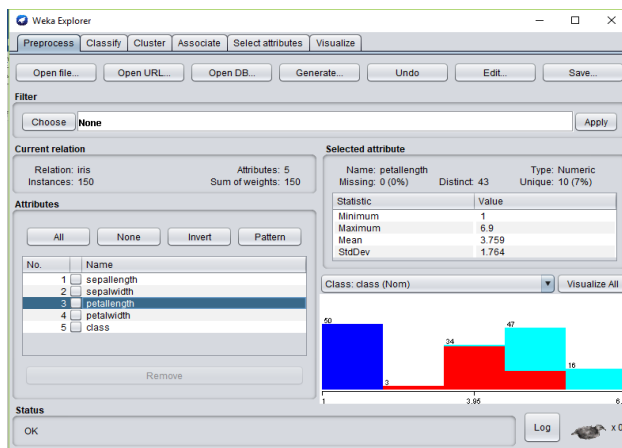 Weka Explorer
Preprocess Classify Cluster Associate Select attributes Visualize
Open file... Open URL... Open DB... Generate... Undo Edit... Save...
Filter
Choose None Apply
Current relation
Relation: iris Attributes: 5
Instances: 150 Sum of weights: 150
Attributes
All None Invert Pattern
No. Name
1 sepallength
2 sepalwidth
3 petallength
4 petalwidth
5 class
Remove
Selected attribute
Name: petallength Type: Numeric
Missing: 0 (0%) Distinct: 43 Unique: 10 (7%)
Statistic Value
Minimum 1
Maximum 6.9
Mean 3.759
StdDev 1.764
Class: class (Nom) Visualize All
50 3 34 47 16
1 3.95 6.
Status
OK Log x 0